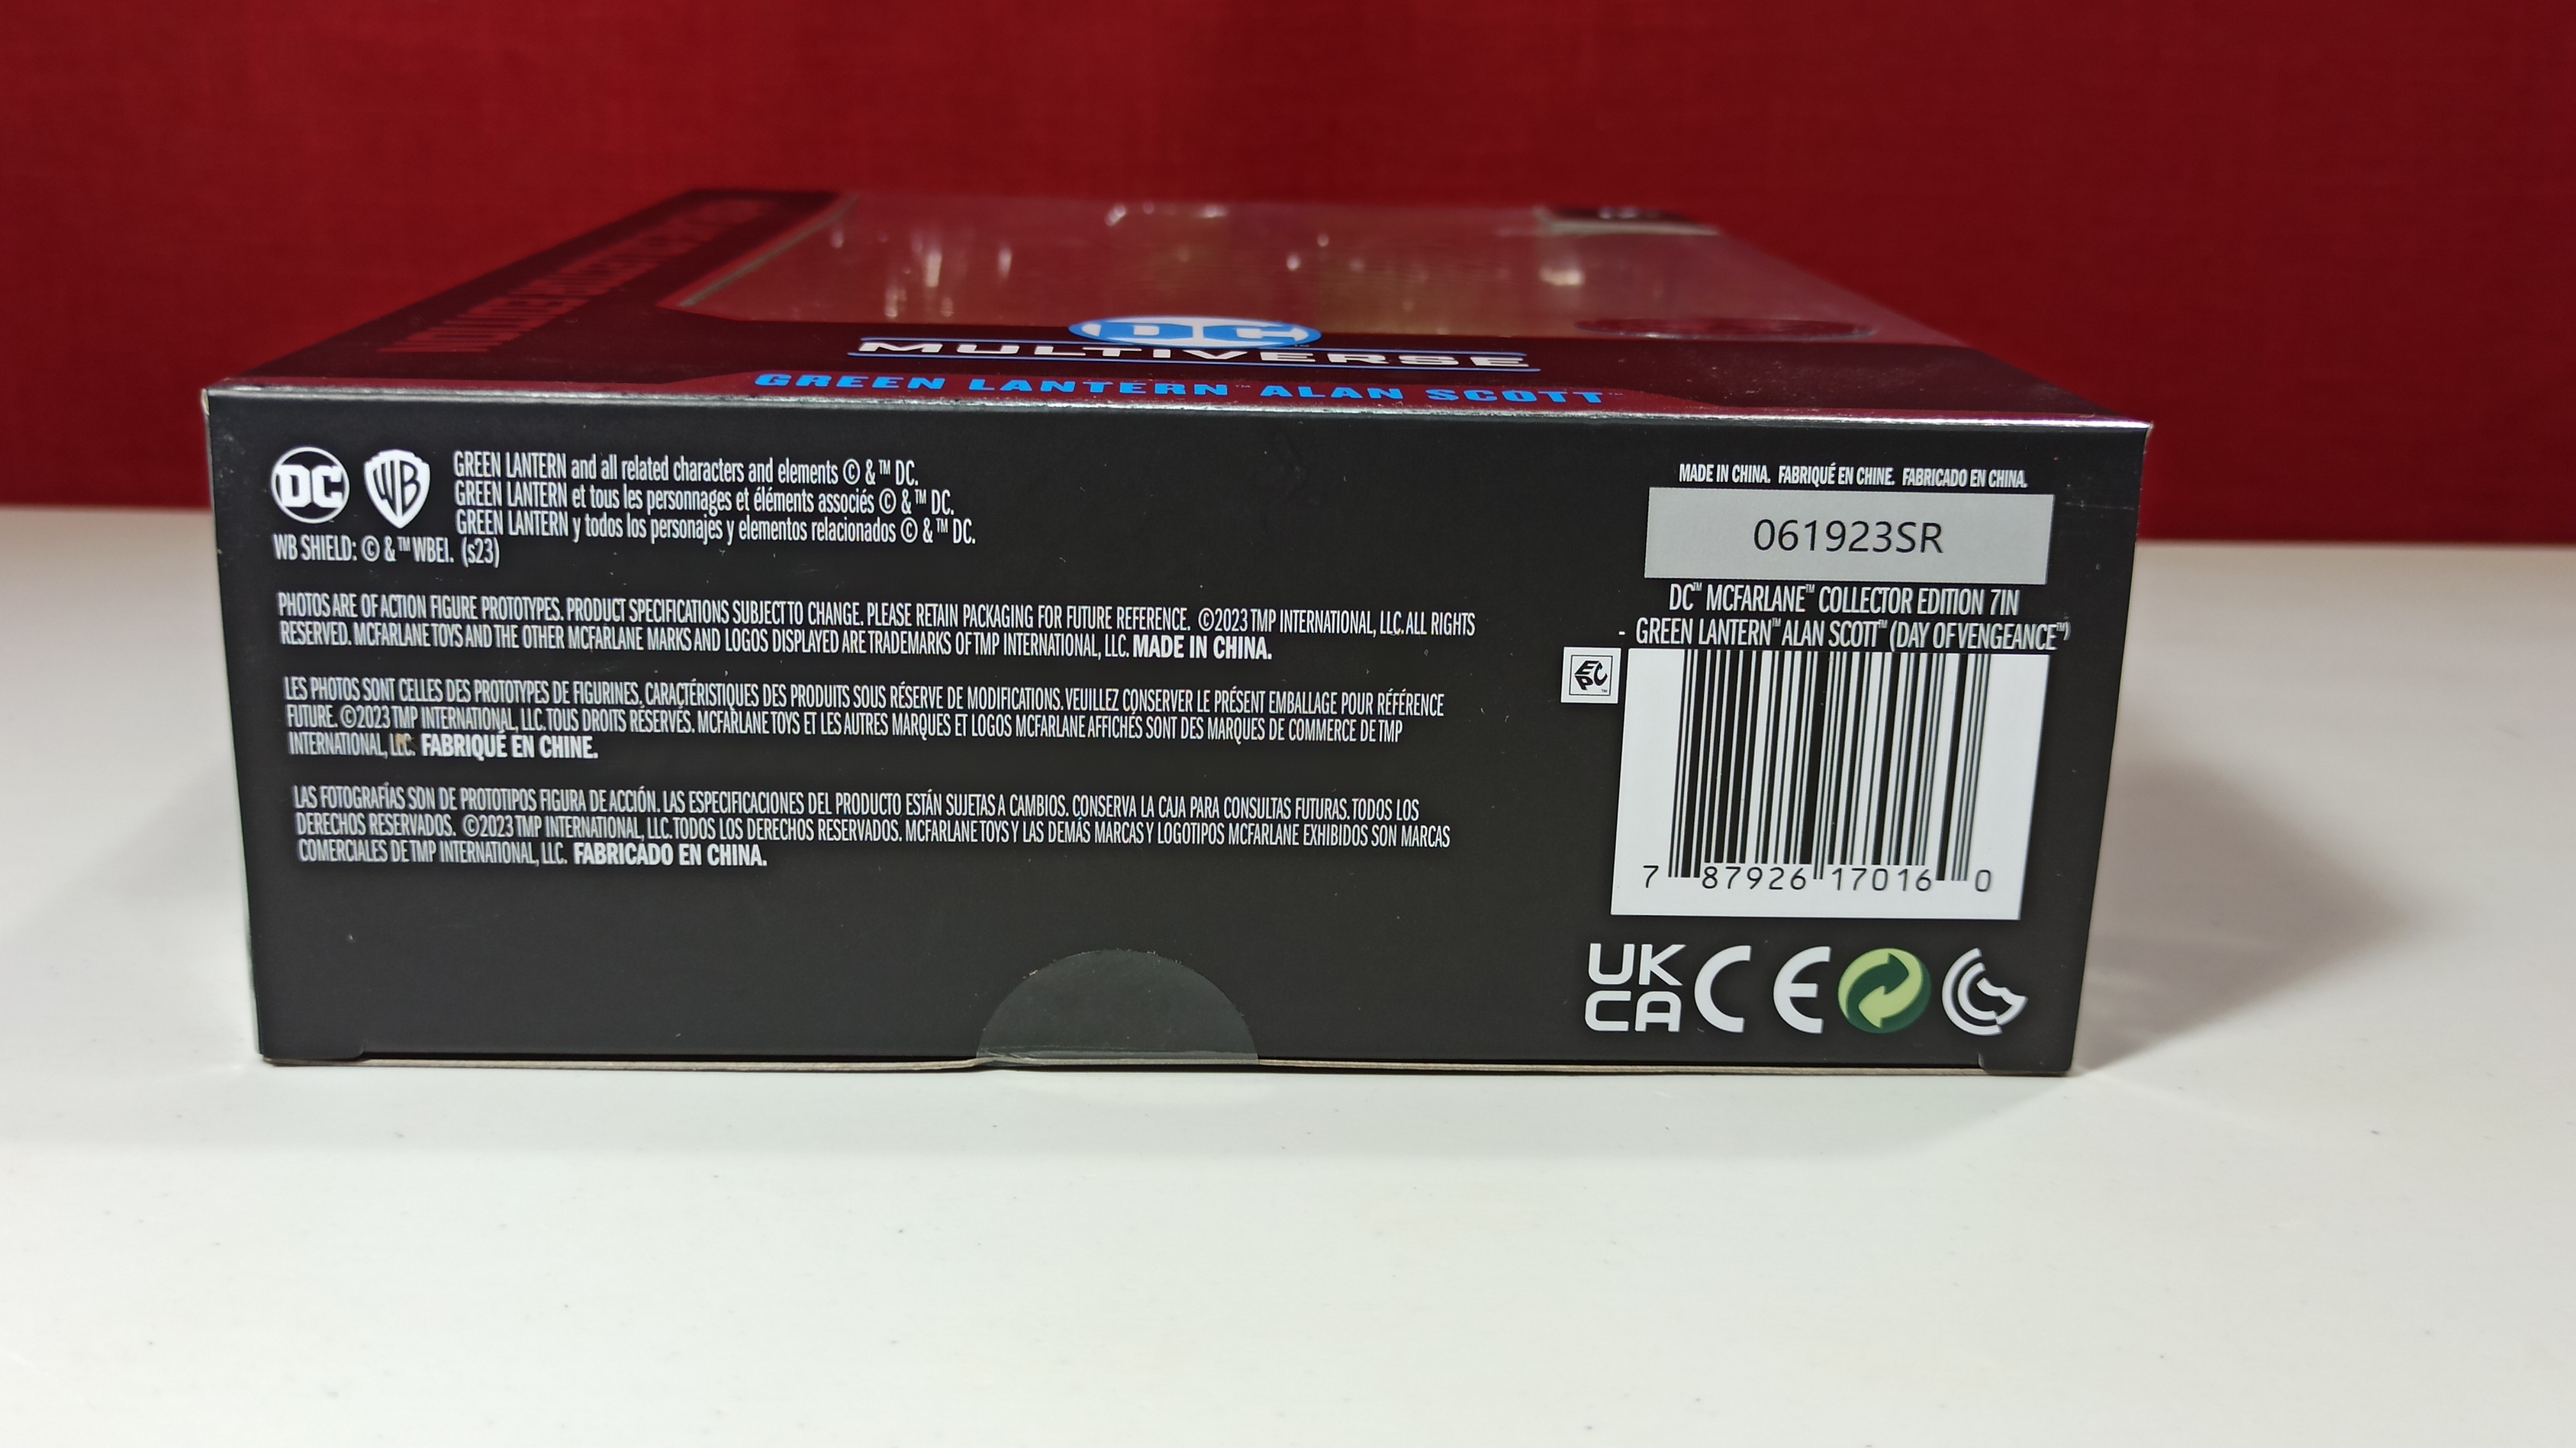 DC
MULTIVERSE
GREEN LANTERN™ ALAN SCOTT™
DC WB
GREEN LANTERN and all related characters and elements © & ™ DC.
GREEN LANTERN et tous les personnages et éléments associés © & ™ DC.
GREEN LANTERN y todos los personajes y elementos relacionados © & ™ DC.
WB SHIELD: © & ™ WBEI. (s23)
PHOTOS ARE OF ACTION FIGURE PROTOTYPES. PRODUCT SPECIFICATIONS SUBJECT TO CHANGE. PLEASE RETAIN PACKAGING FOR FUTURE REFERENCE. ©2023 TMP INTERNATIONAL, LLC. ALL RIGHTS
RESERVED. MCFARLANE TOYS AND THE OTHER MCFARLANE MARKS AND LOGOS DISPLAYED ARE TRADEMARKS OF TMP INTERNATIONAL, LLC. MADE IN CHINA.
LES PHOTOS SONT CELLES DES PROTOTYPES DE FIGURINES. CARACTÉRISTIQUES DES PRODUITS SOUS RÉSERVE DE MODIFICATIONS. VEUILLEZ CONSERVER LE PRÉSENT EMBALLAGE POUR RÉFÉRENCE
FUTURE. ©2023 TMP INTERNATIONAL, LLC. TOUS DROITS RÉSERVÉS. MCFARLANE TOYS ET LES AUTRES MARQUES ET LOGOS MCFARLANE AFFICHÉS SONT DES MARQUES DE COMMERCE DE TMP
INTERNATIONAL, LLC. FABRIQUÉ EN CHINE.
LAS FOTOGRAFÍAS SON DE PROTOTIPOS FIGURA DE ACCIÓN. LAS ESPECIFICACIONES DEL PRODUCTO ESTÁN SUJETAS A CAMBIOS. CONSERVA LA CAJA PARA CONSULTAS FUTURAS. TODOS LOS
DERECHOS RESERVADOS. ©2023 TMP INTERNATIONAL, LLC. TODOS LOS DERECHOS RESERVADOS. MCFARLANE TOYS Y LAS DEMÁS MARCAS Y LOGOTIPOS MCFARLANE EXHIBIDOS SON MARCAS
COMERCIALES DE TMP INTERNATIONAL, LLC. FABRICADO EN CHINA.
MADE IN CHINA. FABRIQUÉ EN CHINE. FABRICADO EN CHINA.
061923SR
DC™ MCFARLANE™ COLLECTOR EDITION 7IN
- GREEN LANTERN™ ALAN SCOTT™ (DAY OF VENGEANCE™)
7 87926 17016 0
UK
CA CE